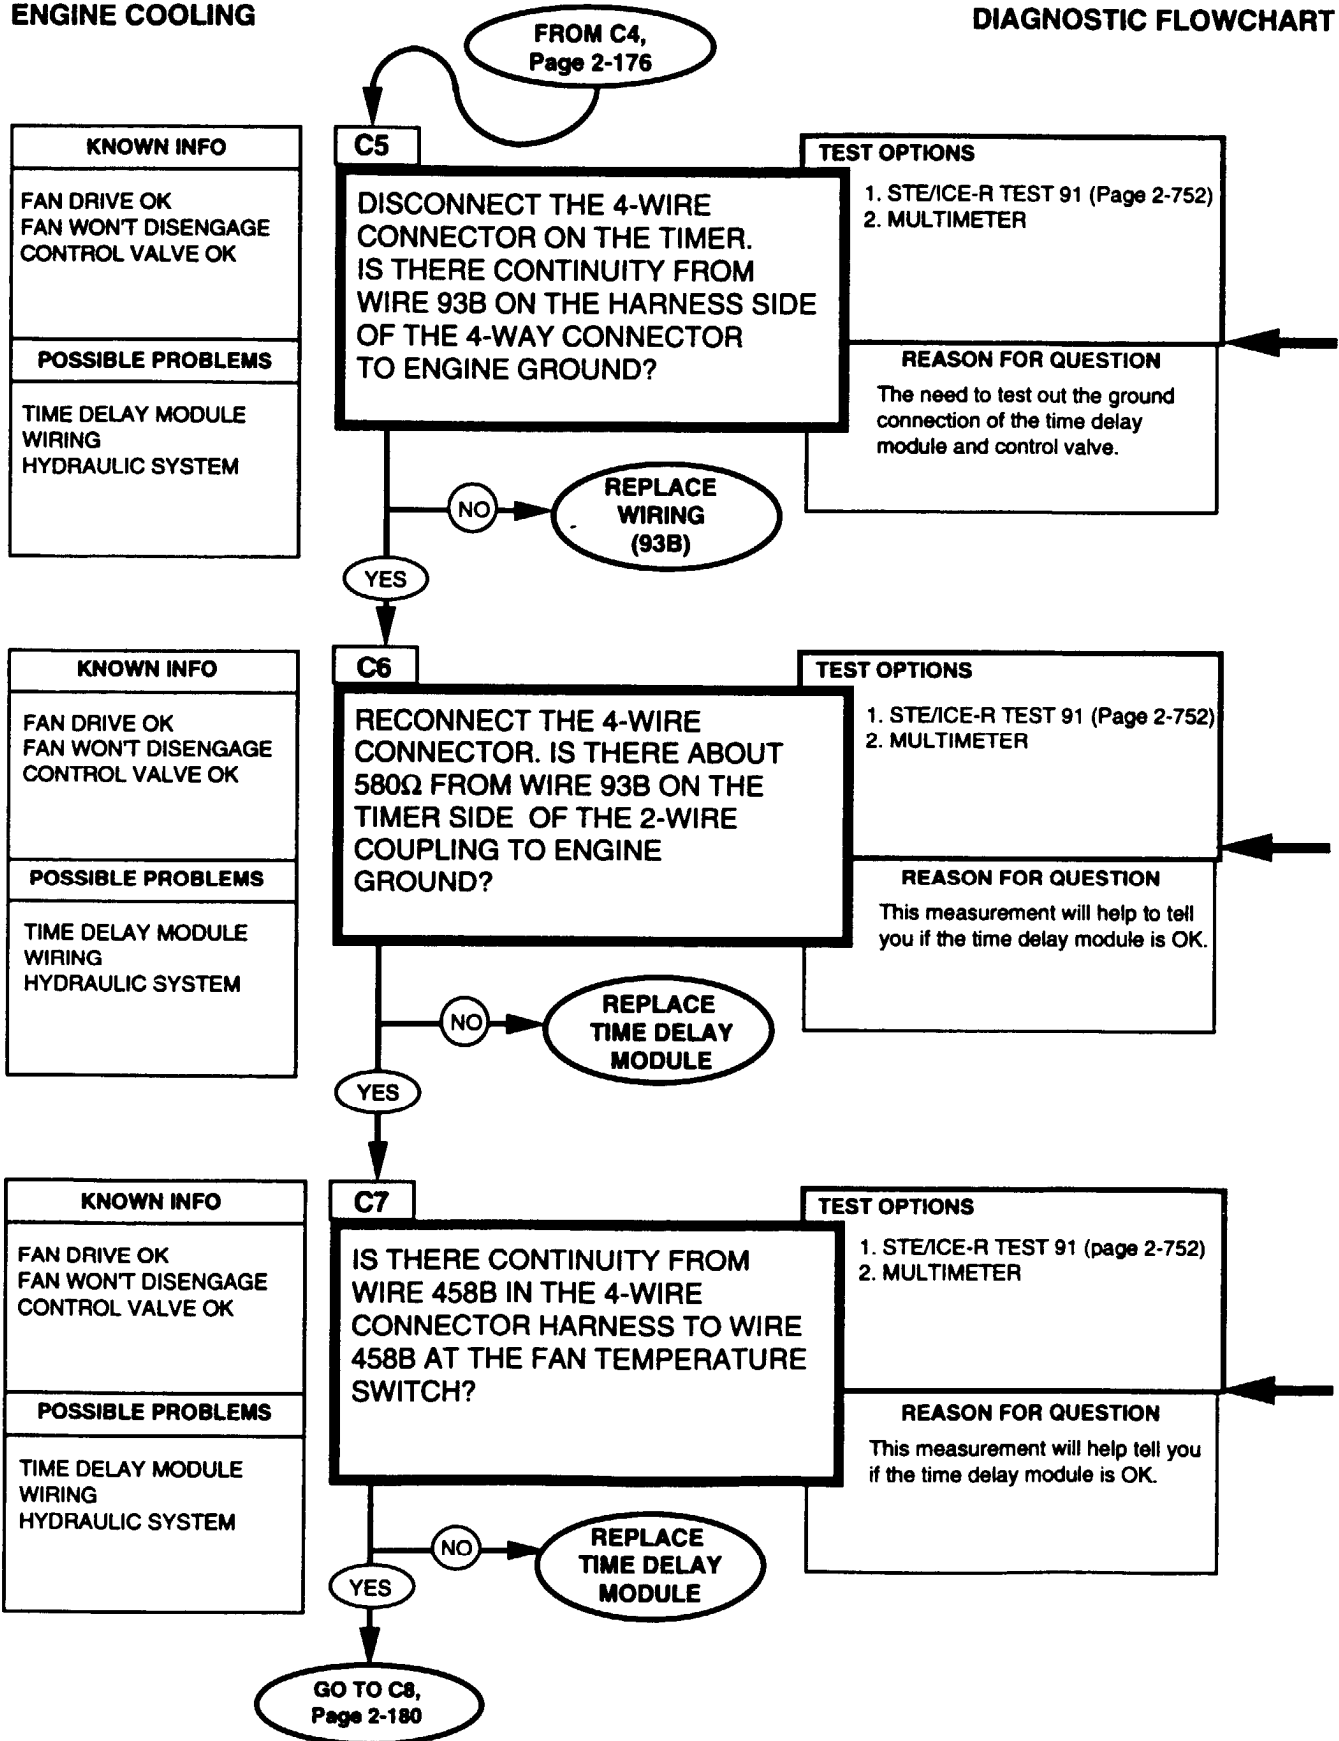 ENGINE COOLING
DIAGNOSTIC FLOWCHART
FROM C4,
Page 2-176
KNOWN INFO
FAN DRIVE OK
FAN WON'T DISENGAGE
CONTROL VALVE OK
POSSIBLE PROBLEMS
TIME DELAY MODULE
WIRING
HYDRAULIC SYSTEM
C5
DISCONNECT THE 4-WIRE
CONNECTOR ON THE TIMER.
IS THERE CONTINUITY FROM
WIRE 93B ON THE HARNESS SIDE
OF THE 4-WAY CONNECTOR
TO ENGINE GROUND?
TEST OPTIONS
1. STE/ICE-R TEST 91 (Page 2-752)
2. MULTIMETER
REASON FOR QUESTION
The need to test out the ground
connection of the time delay
module and control valve.
NO
REPLACE
WIRING
(93B)
YES
KNOWN INFO
FAN DRIVE OK
FAN WON'T DISENGAGE
CONTROL VALVE OK
POSSIBLE PROBLEMS
TIME DELAY MODULE
WIRING
HYDRAULIC SYSTEM
C6
RECONNECT THE 4-WIRE
CONNECTOR. IS THERE ABOUT
580Ω FROM WIRE 93B ON THE
TIMER SIDE OF THE 2-WIRE
COUPLING TO ENGINE
GROUND?
TEST OPTIONS
1. STE/ICE-R TEST 91 (Page 2-752)
2. MULTIMETER
REASON FOR QUESTION
This measurement will help to tell
you if the time delay module is OK.
NO
REPLACE
TIME DELAY
MODULE
YES
KNOWN INFO
FAN DRIVE OK
FAN WON'T DISENGAGE
CONTROL VALVE OK
POSSIBLE PROBLEMS
TIME DELAY MODULE
WIRING
HYDRAULIC SYSTEM
C7
IS THERE CONTINUITY FROM
WIRE 458B IN THE 4-WIRE
CONNECTOR HARNESS TO WIRE
458B AT THE FAN TEMPERATURE
SWITCH?
TEST OPTIONS
1. STE/ICE-R TEST 91 (page 2-752)
2. MULTIMETER
REASON FOR QUESTION
This measurement will help tell you
if the time delay module is OK.
NO
REPLACE
TIME DELAY
MODULE
YES
GO TO C8,
Page 2-180